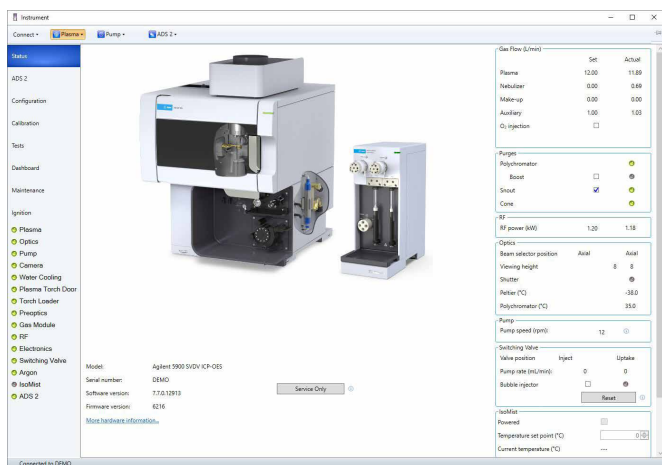 Instrument
Connect Plasma Pump ADS 2
Status
ADS 2
Configuration
Calibration
Tests
Dashboard
Maintenance
Ignition
Plasma
Optics
Pump
Camera
Water Cooling
Plasma Torch Door
Torch Loader
Preoptics
Gas Module
RF
Electronics
Switching Valve
Argon
IsoMist
ADS 2
Model: Agilent 5900 SVDV ICP-OES
Serial number: DEMO
Software version: 7.7.0.12913
Firmware version: 6216
More hardware information...
Service Only
Gas Flow (L/min)
Set Actual
Plasma 12.00 11.89
Nebulizer 0.00 0.69
Make-up 0.00 0.00
Auxiliary 1.00 1.03
O₂ injection
Purges
Polychromator
Boost
Snout
Cone
RF
RF power (kW) 1.20 1.18
Optics
Beam selector position Axial Axial
Viewing height 8 8
Shutter
Peltier (°C) -38.0
Polychromator (°C) 35.0
Pump
Pump speed (rpm): 12
Switching Valve
Valve position Inject Uptake
Pump rate (mL/min): 0 0
Bubble injector
Reset
IsoMist
Powered
Temperature set point (°C) 0
Current temperature (°C) ---
Connected to DEMO